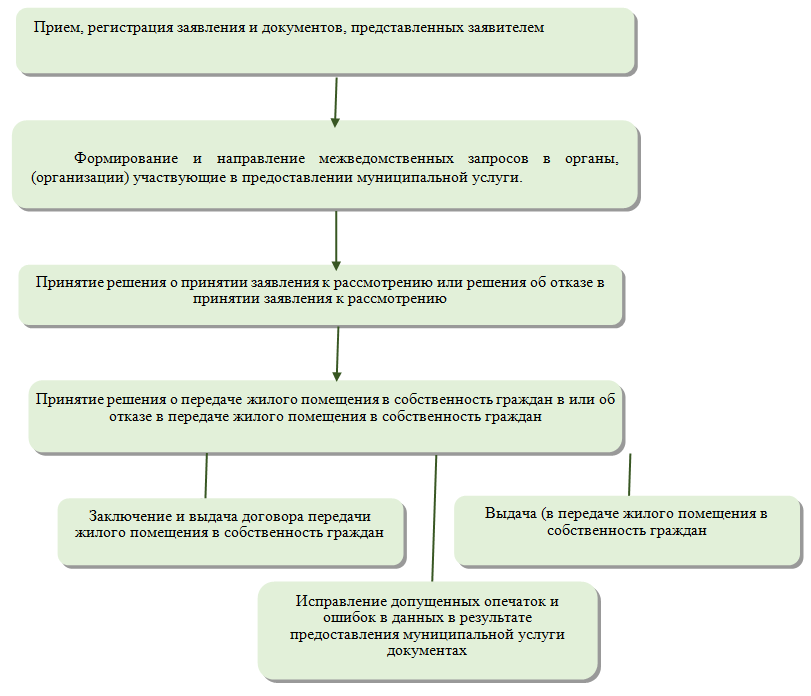 Прием, регистрация заявления и документов, представленных заявителем
Формирование и направление межведомственных запросов в органы,
(организации) участвующие в предоставлении муниципальной услуги.
Принятие решения о принятии заявления к рассмотрению или решения об отказе в
принятии заявления к рассмотрению
Принятие решения о передаче жилого помещения в собственность граждан в или об
отказе в передаче жилого помещения в собственность граждан
Заключение и выдача договора передачи
жилого помещения в собственность граждан
Выдача (в передаче жилого помещения в
собственность граждан
Исправление допущенных опечаток и
ошибок в данных в результате
предоставления муниципальной услуги
документах